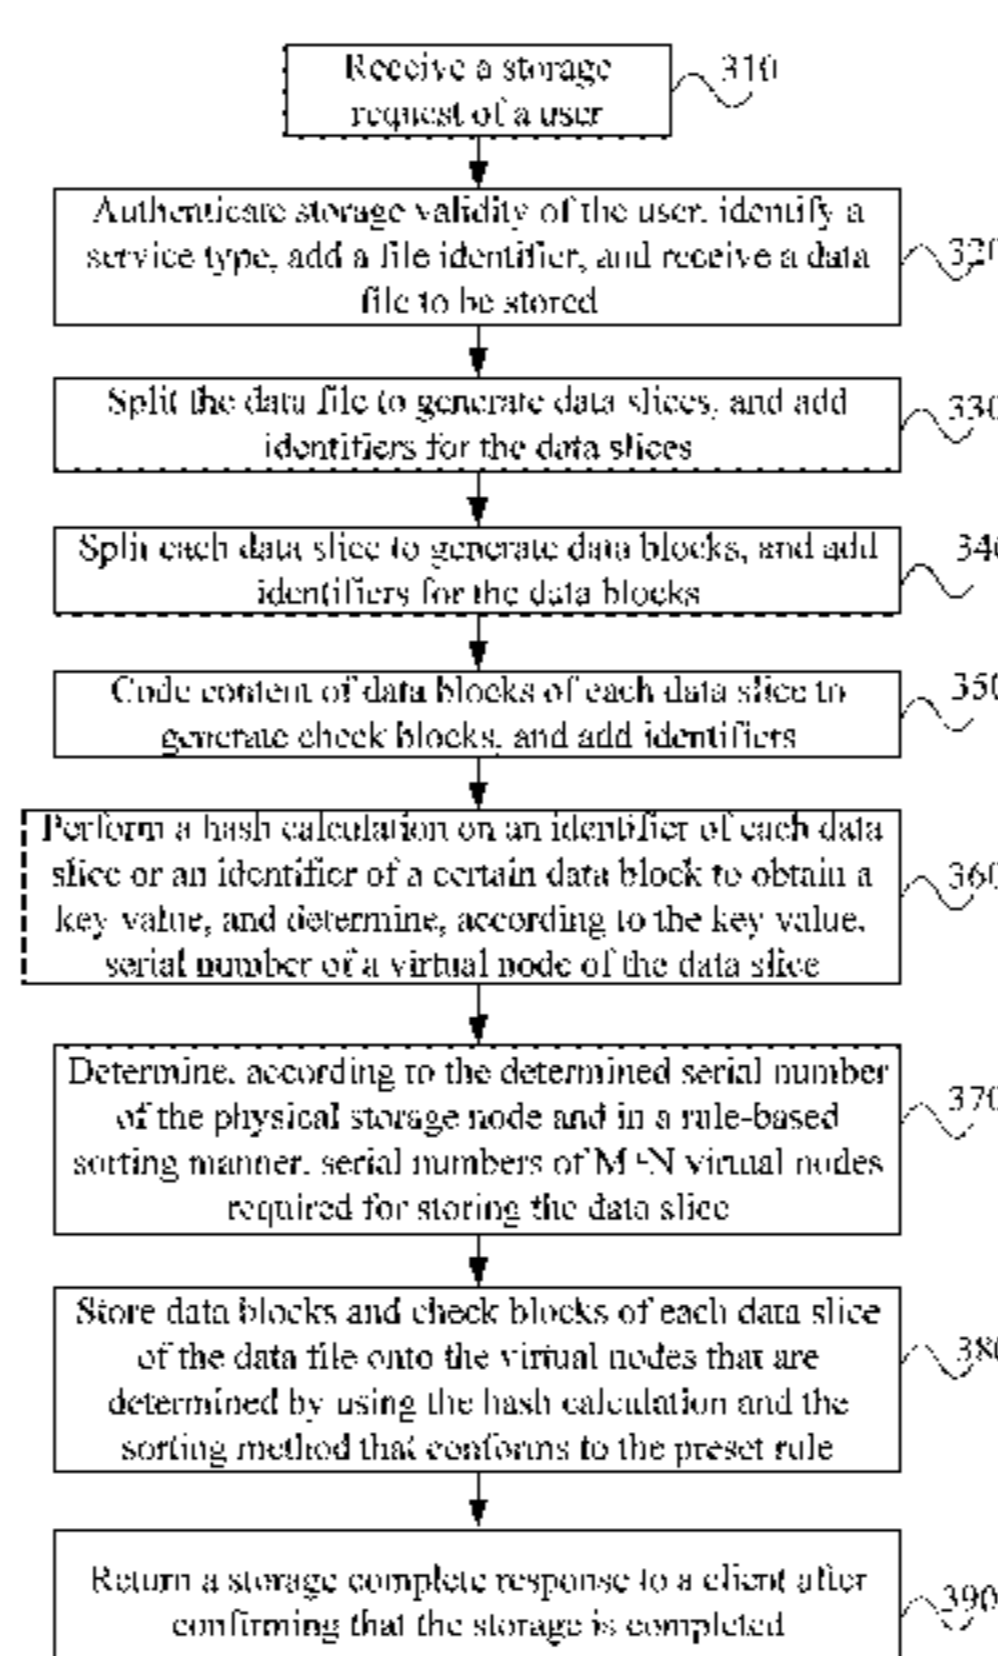 Receive a storage
request of a user
310
Authenticate storage validity of the user, identify a
service type, add a file identifier, and receive a data
file to be stored
320
Split the data file to generate data slices, and add
identifiers for the data slices
330
Split each data slice to generate data blocks, and add
identifiers for the data blocks
340
Code content of data blocks of each data slice to
generate check blocks, and add identifiers
350
Perform a hash calculation on an identifier of each data
slice or an identifier of a certain data block to obtain a
key value, and determine, according to the key value,
serial number of a virtual node of the data slice
360
Determine, according to the determined serial number
of the physical storage node and in a rule-based
sorting manner, serial numbers of M+N virtual nodes
required for storing the data slice
370
Store data blocks and check blocks of each data slice
of the data file onto the virtual nodes that are
determined by using the hash calculation and the
sorting method that conforms to the preset rule
380
Return a storage complete response to a client after
confirming that the storage is completed
390